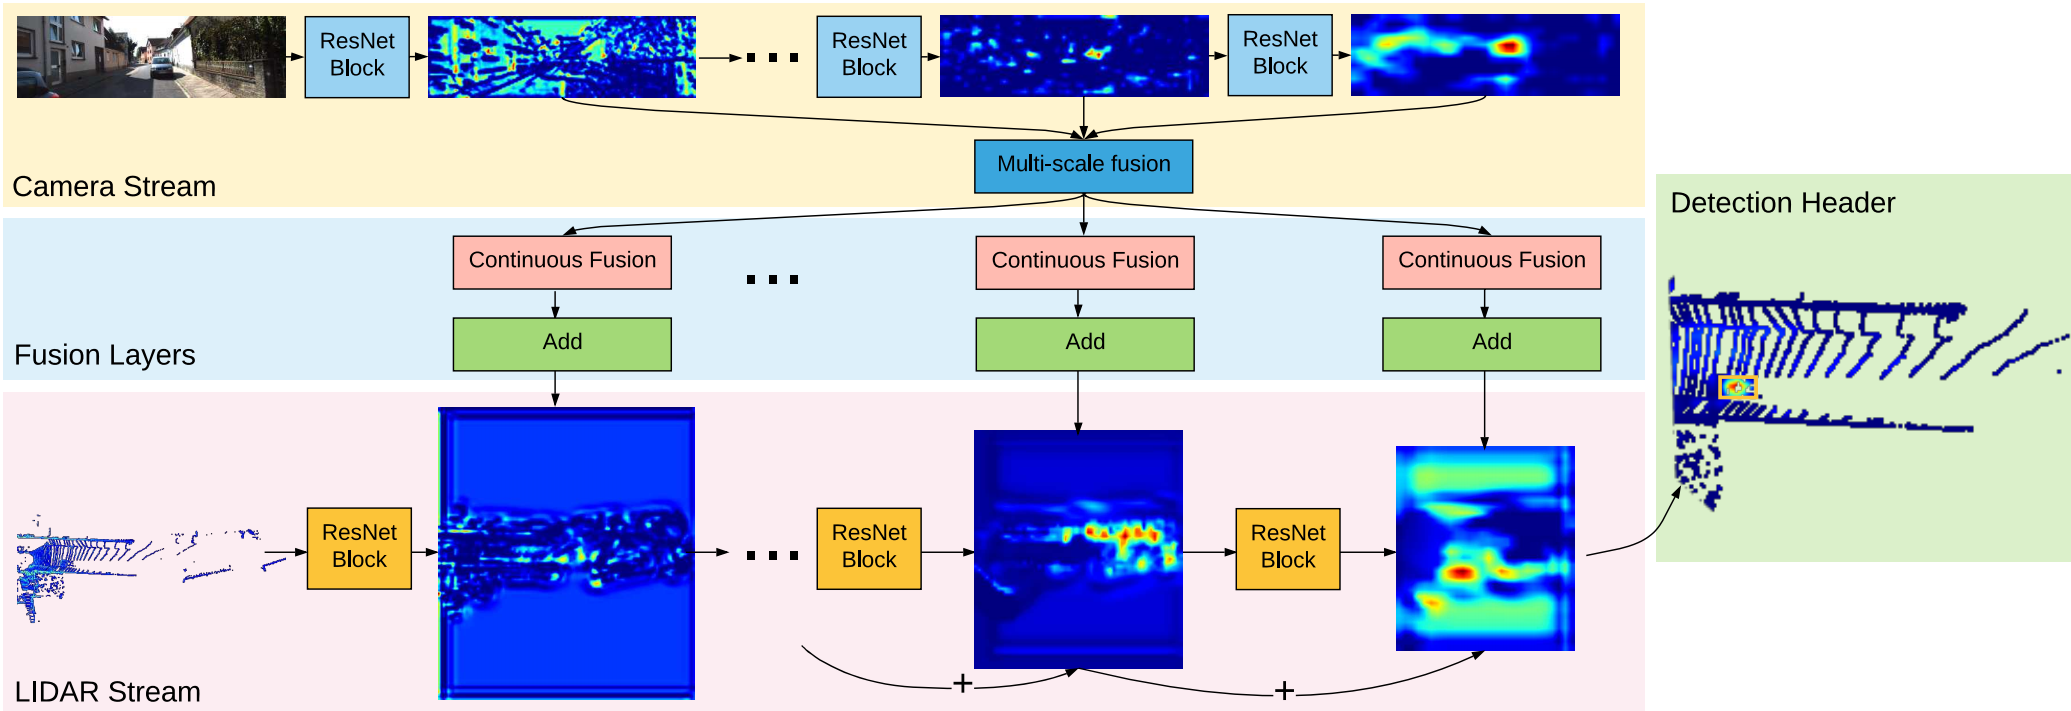 ResNet
Block
ResNet
Block
ResNet
Block
Multi-scale fusion
Camera Stream
Detection Header
Continuous Fusion
Continuous Fusion
Continuous Fusion
Add
Add
Add
Fusion Layers
ResNet
Block
ResNet
Block
ResNet
Block
+
+
LIDAR Stream